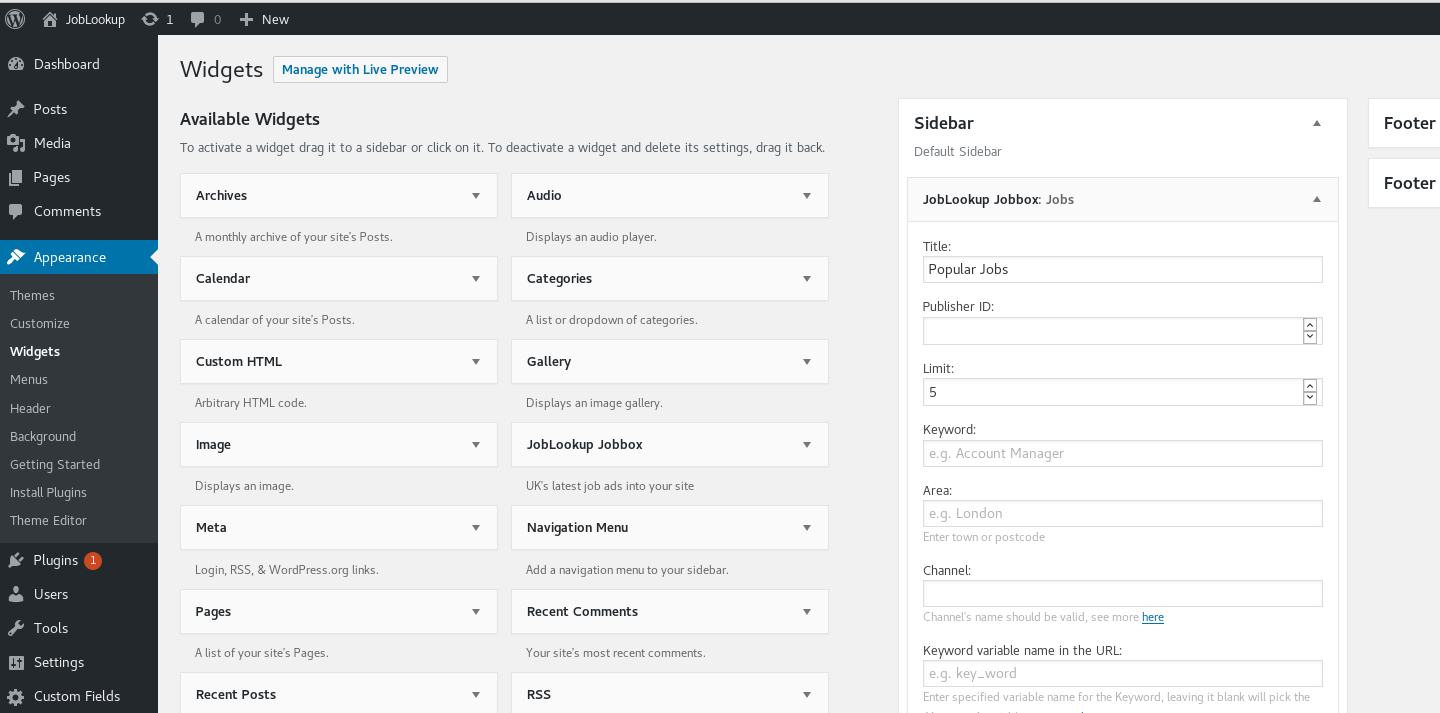 JobLookup 1 0 New
Dashboard
Posts
Media
Pages
Comments
Appearance
Themes
Customize
Widgets
Menus
Header
Background
Getting Started
Install Plugins
Theme Editor
Plugins 1
Users
Tools
Settings
Custom Fields
Widgets Manage with Live Preview
Available Widgets
To activate a widget drag it to a sidebar or click on it. To deactivate a widget and delete its settings, drag it back.
Archives
A monthly archive of your site's Posts.
Audio
Displays an audio player.
Calendar
A calendar of your site's Posts.
Categories
A list or dropdown of categories.
Custom HTML
Arbitrary HTML code.
Gallery
Displays an image gallery.
Image
Displays an image.
JobLookup Jobbox
UK's latest job ads into your site
Meta
Login, RSS, & WordPress.org links.
Navigation Menu
Add a navigation menu to your sidebar.
Pages
A list of your site's Pages.
Recent Comments
Your site's most recent comments.
Recent Posts
RSS
Sidebar
Default Sidebar
JobLookup Jobbox: Jobs
Title:
Popular Jobs
Publisher ID:
Limit:
5
Keyword:
e.g. Account Manager
Area:
e.g. London
Enter town or postcode
Channel:
Channel's name should be valid, see more here
Keyword variable name in the URL:
e.g. key_word
Enter specified variable name for the Keyword, leaving it blank will pick the
Footer
Footer